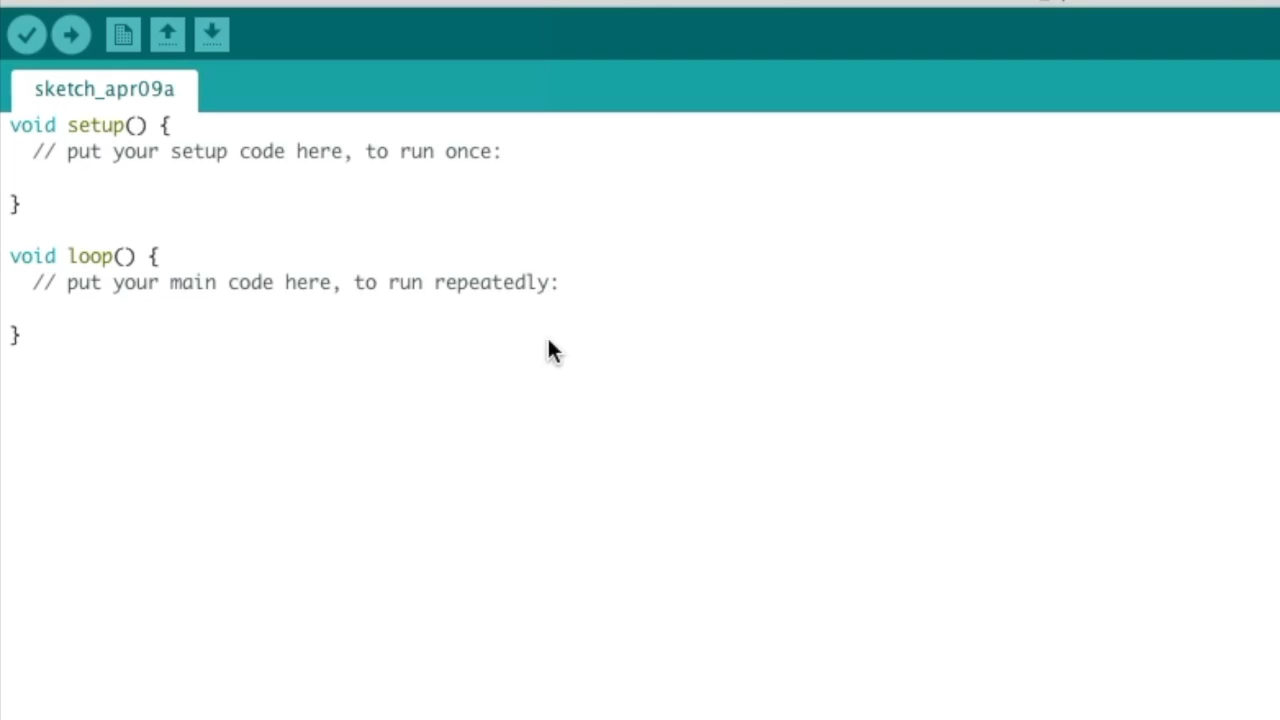 sketch_apr09a
void setup() {
  // put your setup code here, to run once:
}
void loop() {
  // put your main code here, to run repeatedly:
}